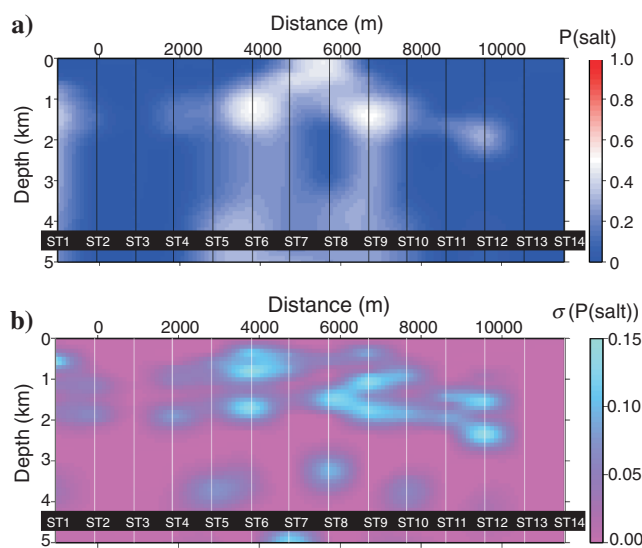 a)
Distance (m)
P(salt)
0 2000 4000 6000 8000 10000
Depth (km)
0
1
2
3
4
5
1.0
0.8
0.6
0.4
0.2
0
ST1 ST2 ST3 ST4 ST5 ST6 ST7 ST8 ST9 ST10 ST11 ST12 ST13 ST14
b)
Distance (m)
σ (P(salt))
0 2000 4000 6000 8000 10000
Depth (km)
0
1
2
3
4
5
0.15
0.10
0.05
0.00
ST1 ST2 ST3 ST4 ST5 ST6 ST7 ST8 ST9 ST10 ST11 ST12 ST13 ST14